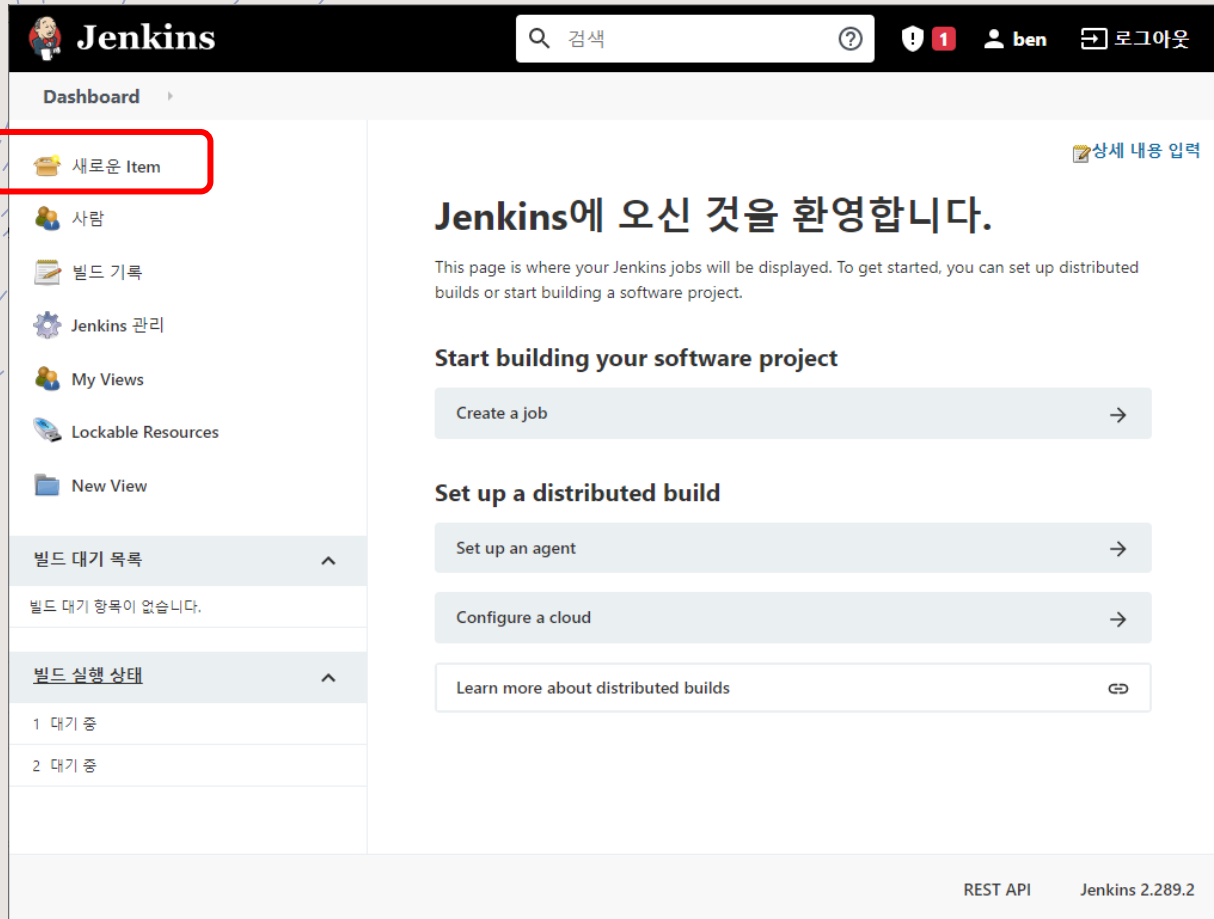 Jenkins
검색
1
ben
로그아웃
Dashboard
새로운 Item
사람
빌드 기록
Jenkins 관리
My Views
Lockable Resources
New View
빌드 대기 목록
빌드 대기 항목이 없습니다.
빌드 실행 상태
1 대기 중
2 대기 중
상세 내용 입력
Jenkins에 오신 것을 환영합니다.
This page is where your Jenkins jobs will be displayed. To get started, you can set up distributed
builds or start building a software project.
Start building your software project
Create a job
Set up a distributed build
Set up an agent
Configure a cloud
Learn more about distributed builds
REST API
Jenkins 2.289.2